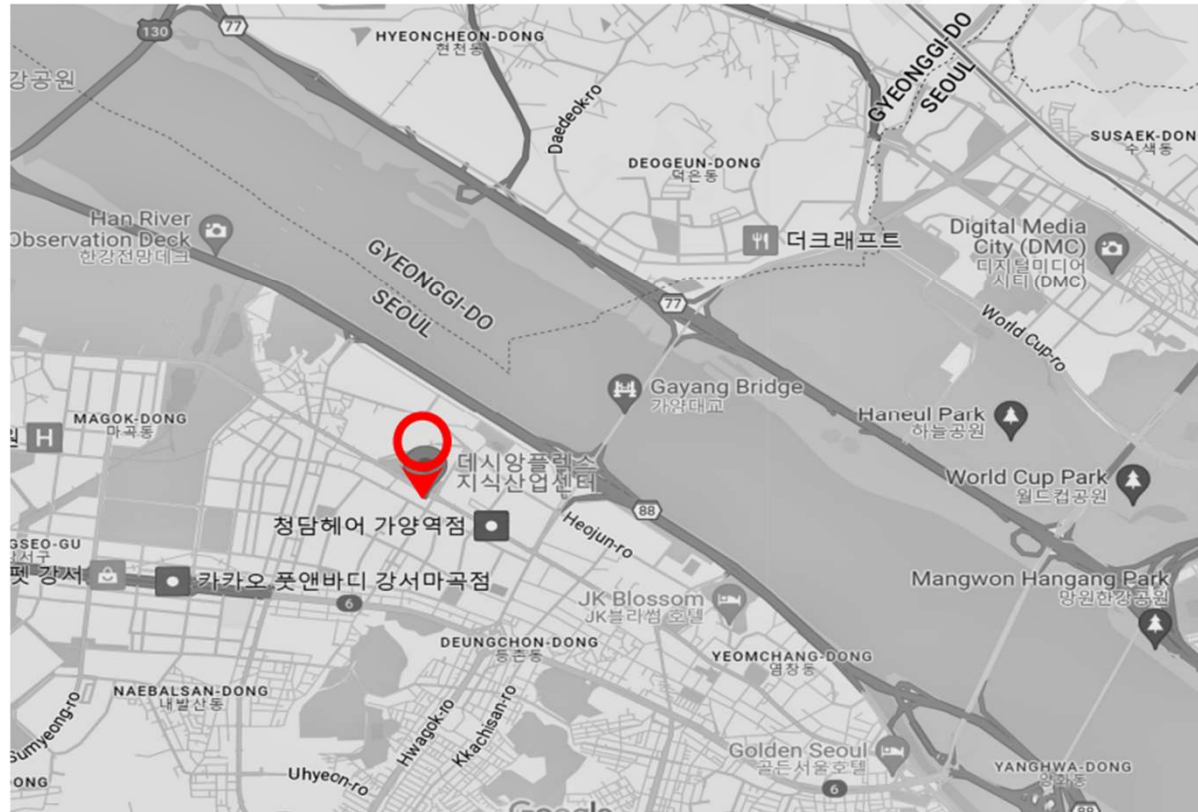 130
77
HYEONCHEON-DONG
현천동
강공원
Daedeok-ro
GYEONGGI-DO
SEOUL
SUSAEK-DON
수색동
DEOGEUN-DONG
덕은동
Han River
Observation Deck
한강전망데크
더크래프트
Digital Media
City (DMC)
디지털미디어
시티 (DMC)
GYEONGGI-DO
SEOUL
77
World Cup-ro
Gayang Bridge
가양대교
MAGOK-DONG
마곡동
H
Haneul Park
하늘공원
데시앙플렉스
지식산업센터
World Cup Park
월드컵공원
88
청담헤어 가양역점
Heojun-ro
GSEO-GU
강서구
펫 강서
카카오 풋앤바디 강서마곡점
6
Mangwon Hangang Park
망원한강공원
JK Blossom
JK블라썸 호텔
DEUNGCHON-DONG
등촌동
YEOMCHANG-DONG
염창동
NAEBALSAN-DONG
내발산동
Sumyeong-ro
Hwagok-ro
Kkachisan-ro
Golden Seoul
골든서울호텔
YANGHWA-DONG
양화동
Uhyeon-ro
ONG
6
88
Google